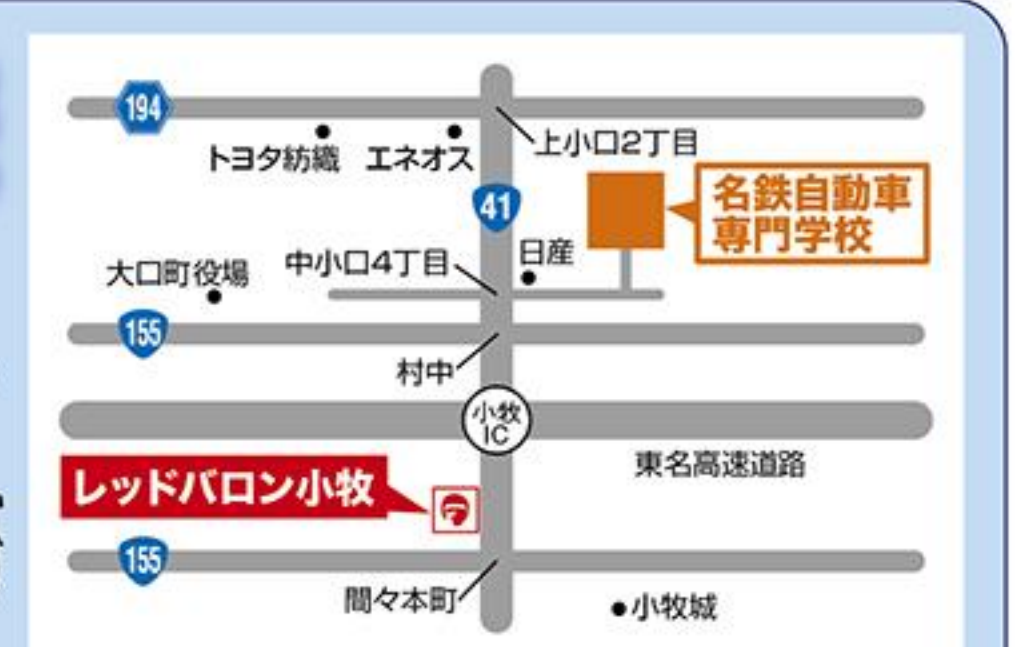 194
トヨタ紡織
エネオス
上小口2丁目
41
名鉄自動車
専門学校
大口町役場
中小口4丁目
日産
155
村中
小牧
IC
東名高速道路
レッドバロン小牧
155
間々本町
小牧城